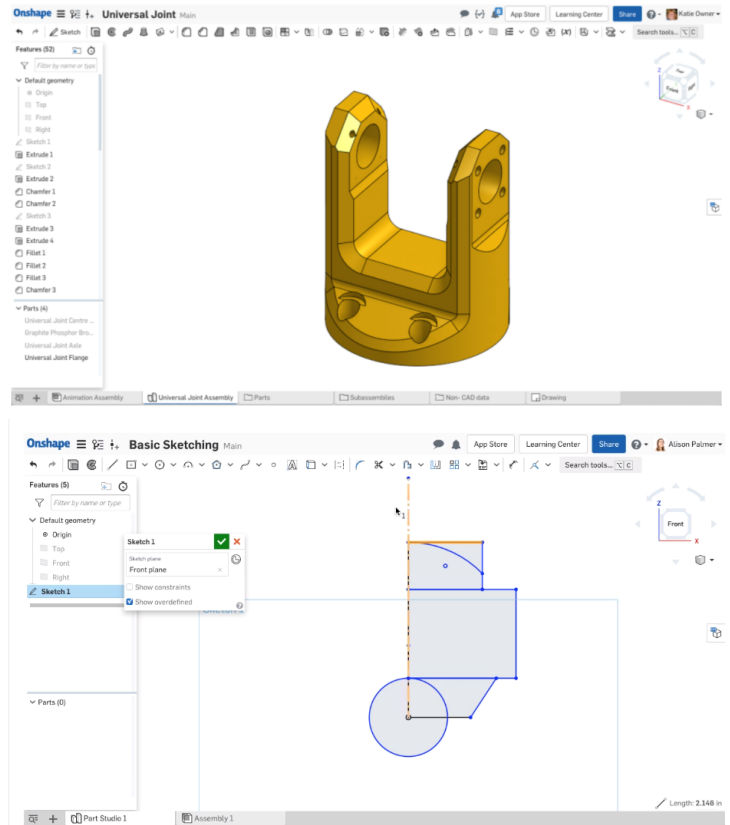 Onshape Universal Joint Main App Store Learning Center Share Katie Owner
Sketch Search tools... C
Features (52)
Filter by name or type
Default geometry
Origin
Top
Front
Right
Sketch 1
Extrude 1
Sketch 2
Extrude 2
Chamfer 1
Chamfer 2
Sketch 3
Extrude 3
Extrude 4
Fillet 1
Fillet 2
Fillet 3
Chamfer 3
Parts (4)
Universal Joint Centre ...
Graphite Phosphor Bro...
Universal Joint Axle
Universal Joint Flange
Z
Front
X
Animation Assembly Universal Joint Assembly Parts Subassemblies Non- CAD data Drawing
Onshape Basic Sketching Main App Store Learning Center Share Alison Palmer
Search tools... C
Features (5)
Filter by name or type
Default geometry
Origin
Top
Front
Right
Sketch 1
Sketch 1
Sketch plane
Front plane
Show constraints
Show overdefined
Sketch 1
1
Z
Front
X
Parts (0)
Length: 2.146 in
Part Studio 1 Assembly 1